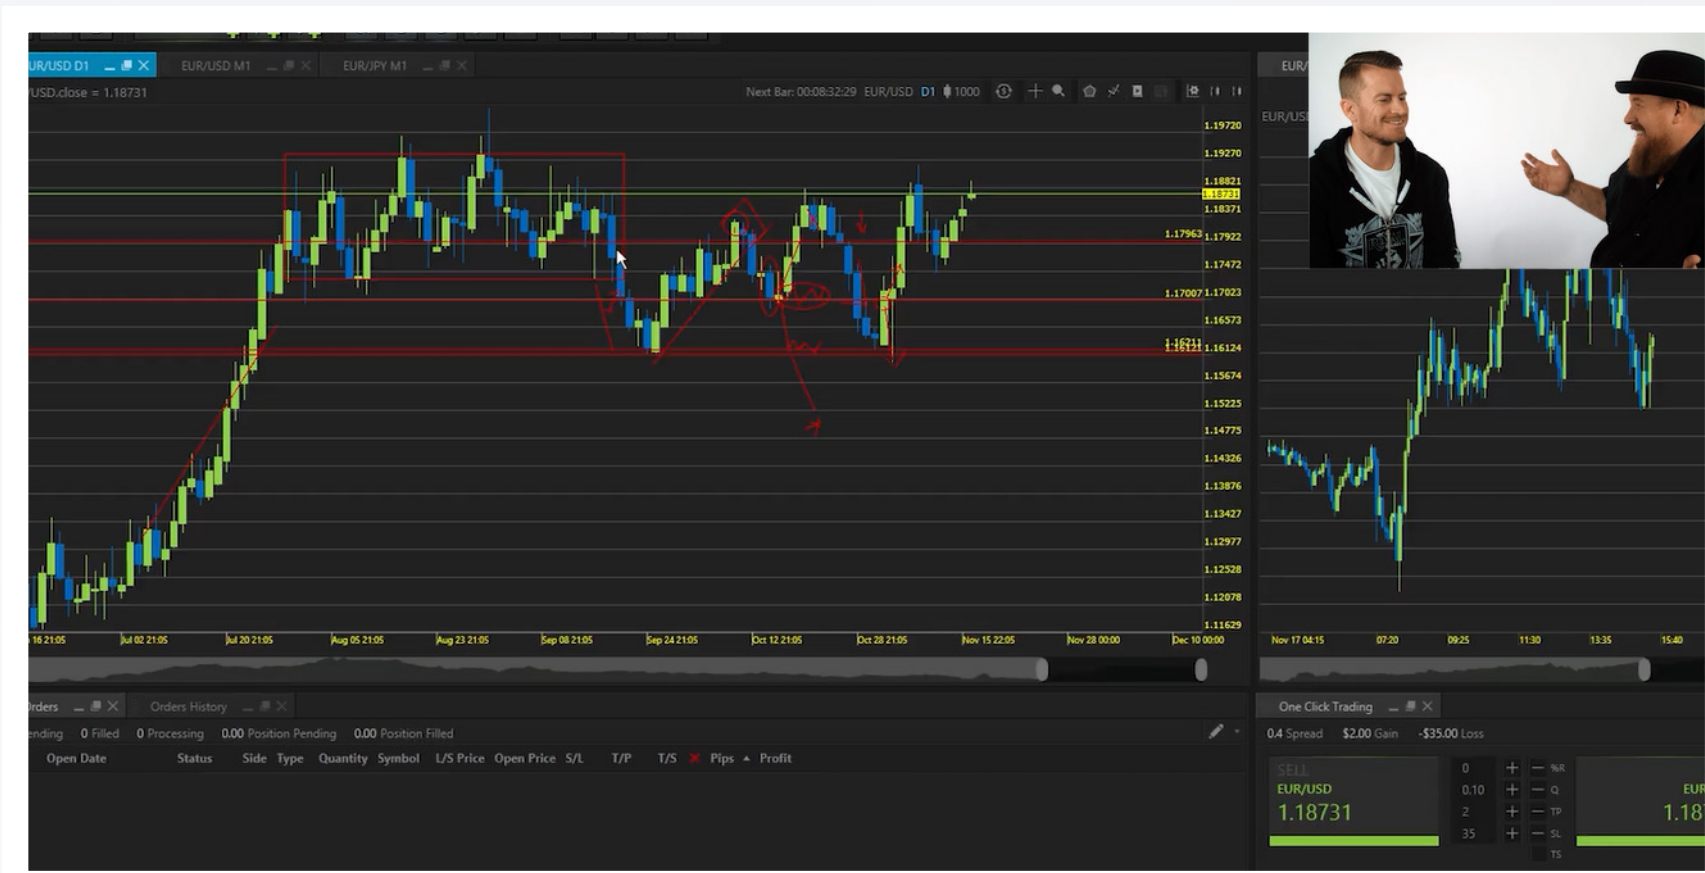 UR/USD D1
EUR/USD M1
EUR/JPY M1
/USD.close = 1.18731
Next Bar: 00:08:32:29 EUR/USD D1 1000
1.19720
1.19270
1.18821
1.18731
1.18371
1.17963
1.17922
1.17472
1.17007
1.17023
1.16573
1.16124
1.15674
1.15225
1.14775
1.14326
1.13876
1.13427
1.12977
1.12528
1.12078
1.11629
16 21:05 Jul 02 21:05 Jul 20 21:05 Aug 05 21:05 Aug 23 21:05 Sep 08 21:05 Sep 24 21:05 Oct 12 21:05 Oct 28 21:05 Nov 15 22:05 Nov 28 00:00 Dec 10 00:00
EUR/
EUR/USD
Nov 17 04:15 07:20 09:25 11:30 13:35 15:40
Orders
Orders History
ending 0 Filled 0 Processing 0.00 Position Pending 0.00 Position Filled
Open Date Status Side Type Quantity Symbol L/S Price Open Price S/L T/P T/S Pips Profit
One Click Trading
0.4 Spread $2.00 Gain -$35.00 Loss
SELL
EUR/USD
1.18731
0 %R
0.10 Q
2 TP
35 SL
TS
EUR
1.18